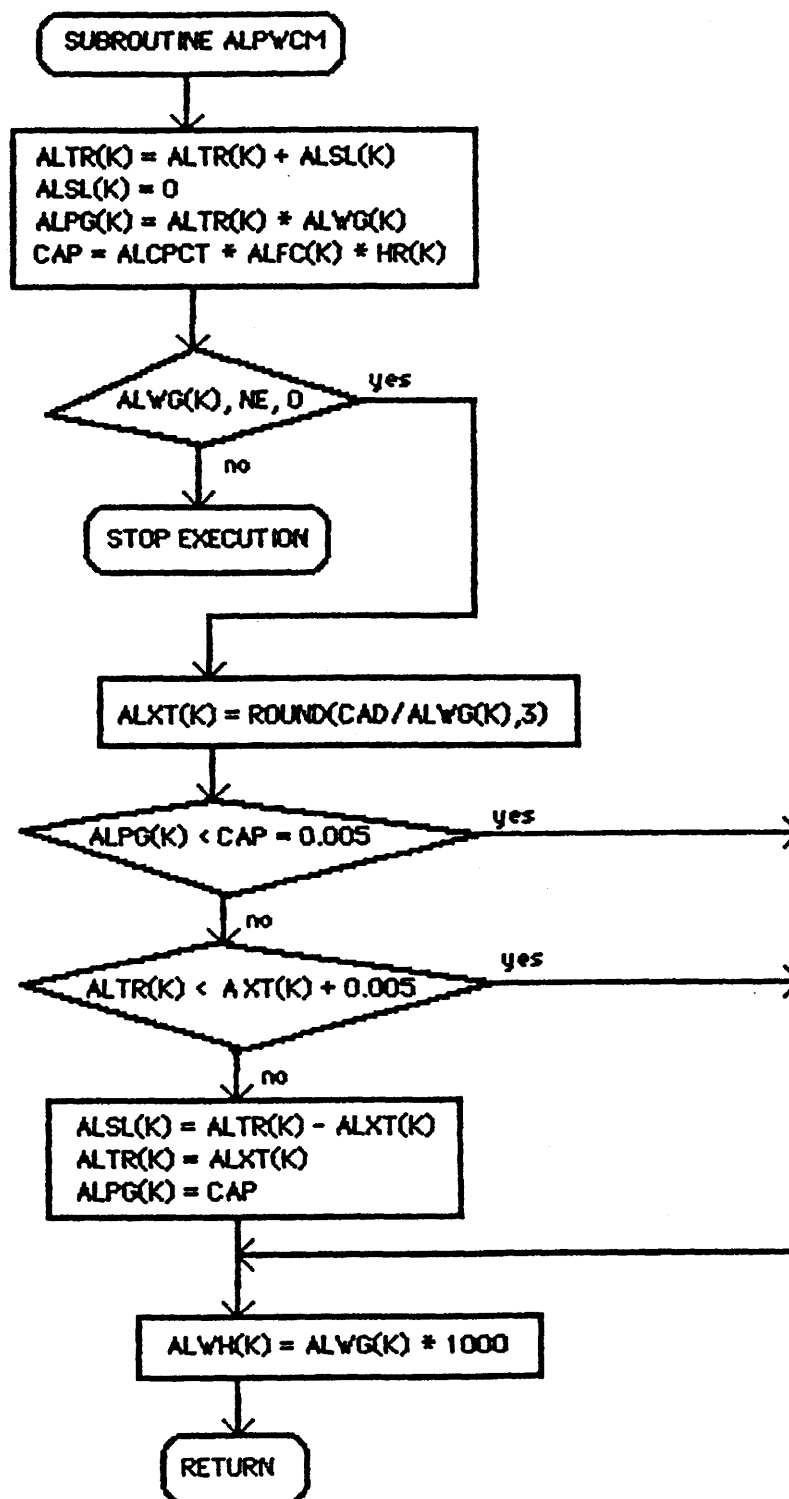 SUBROUTINE ALPWCM
ALTR(K) = ALTR(K) + ALSL(K)
ALSL(K) = 0
ALPG(K) = ALTR(K) * ALWG(K)
CAP = ALCPCT * ALFC(K) * HR(K)
ALWG(K), NE, 0
yes
no
STOP EXECUTION
ALXT(K) = ROUND(CAD/ALWG(K),3)
ALPG(K) < CAP = 0.005
yes
no
ALTR(K) < AXT(K) + 0.005
yes
no
ALSL(K) = ALTR(K) - ALXT(K)
ALTR(K) = ALXT(K)
ALPG(K) = CAP
ALWH(K) = ALWG(K) * 1000
RETURN